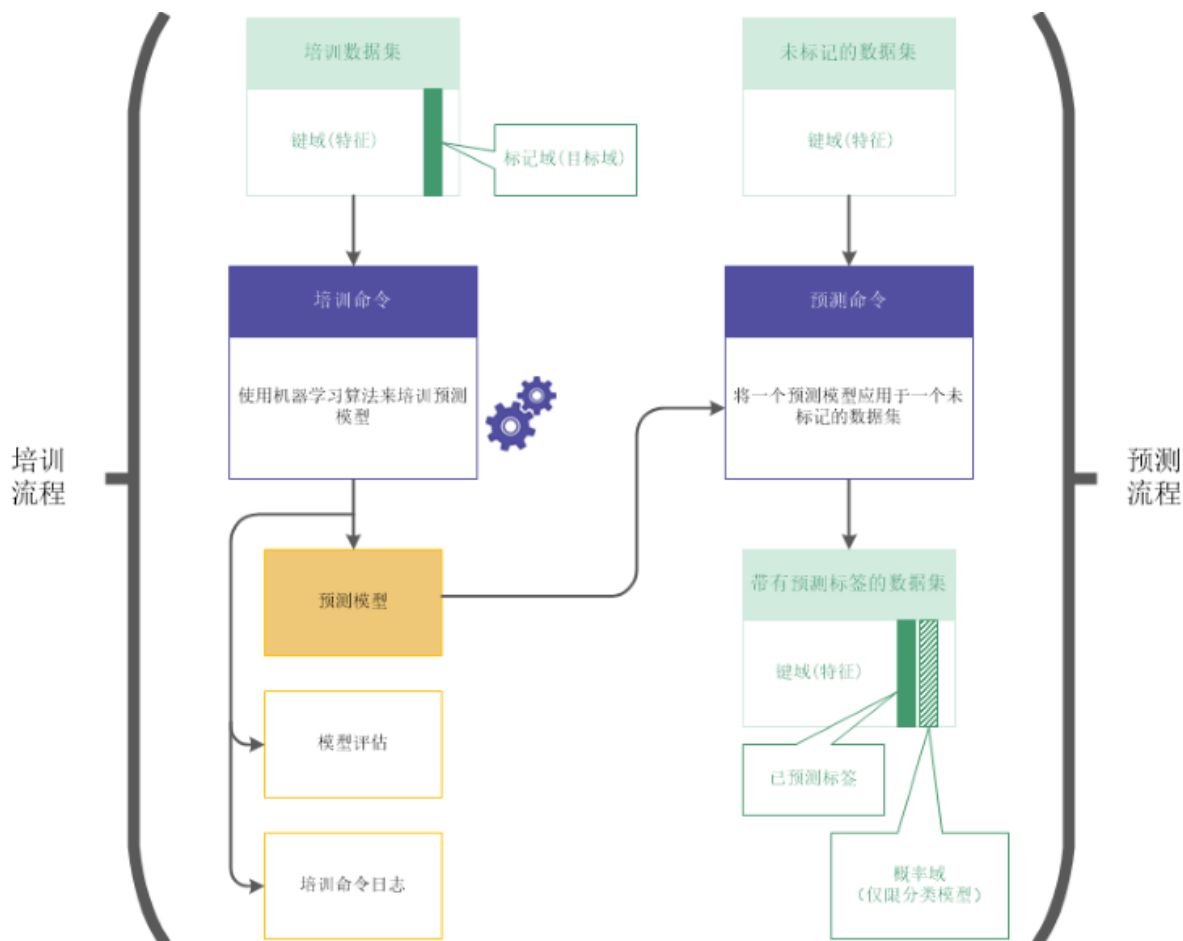 培训数据集
键域(特征)
标记域(目标域)
培训命令
使用机器学习算法来培训预测
模型
预测模型
模型评估
培训命令日志
培训
流程
未标记的数据集
键域(特征)
预测命令
将一个预测模型应用于一个未
标记的数据集
带有预测标签的数据集
键域(特征)
已预测标签
概率域
(仅限分类模型)
预测
流程